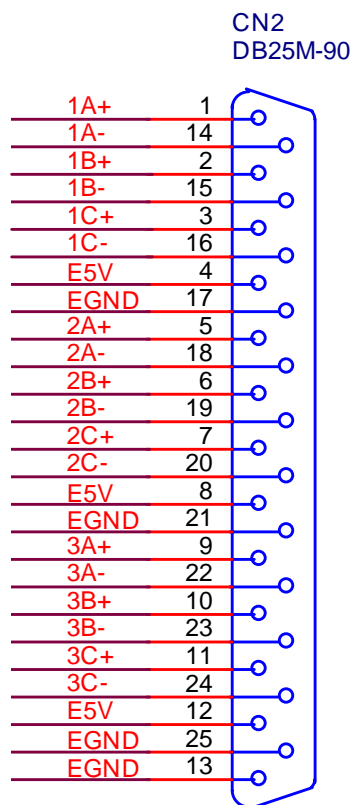 CN2
DB25M-90
1A+ 1
1A- 14
1B+ 2
1B- 15
1C+ 3
1C- 16
E5V 4
EGND 17
2A+ 5
2A- 18
2B+ 6
2B- 19
2C+ 7
2C- 20
E5V 8
EGND 21
3A+ 9
3A- 22
3B+ 10
3B- 23
3C+ 11
3C- 24
E5V 12
EGND 25
EGND 13